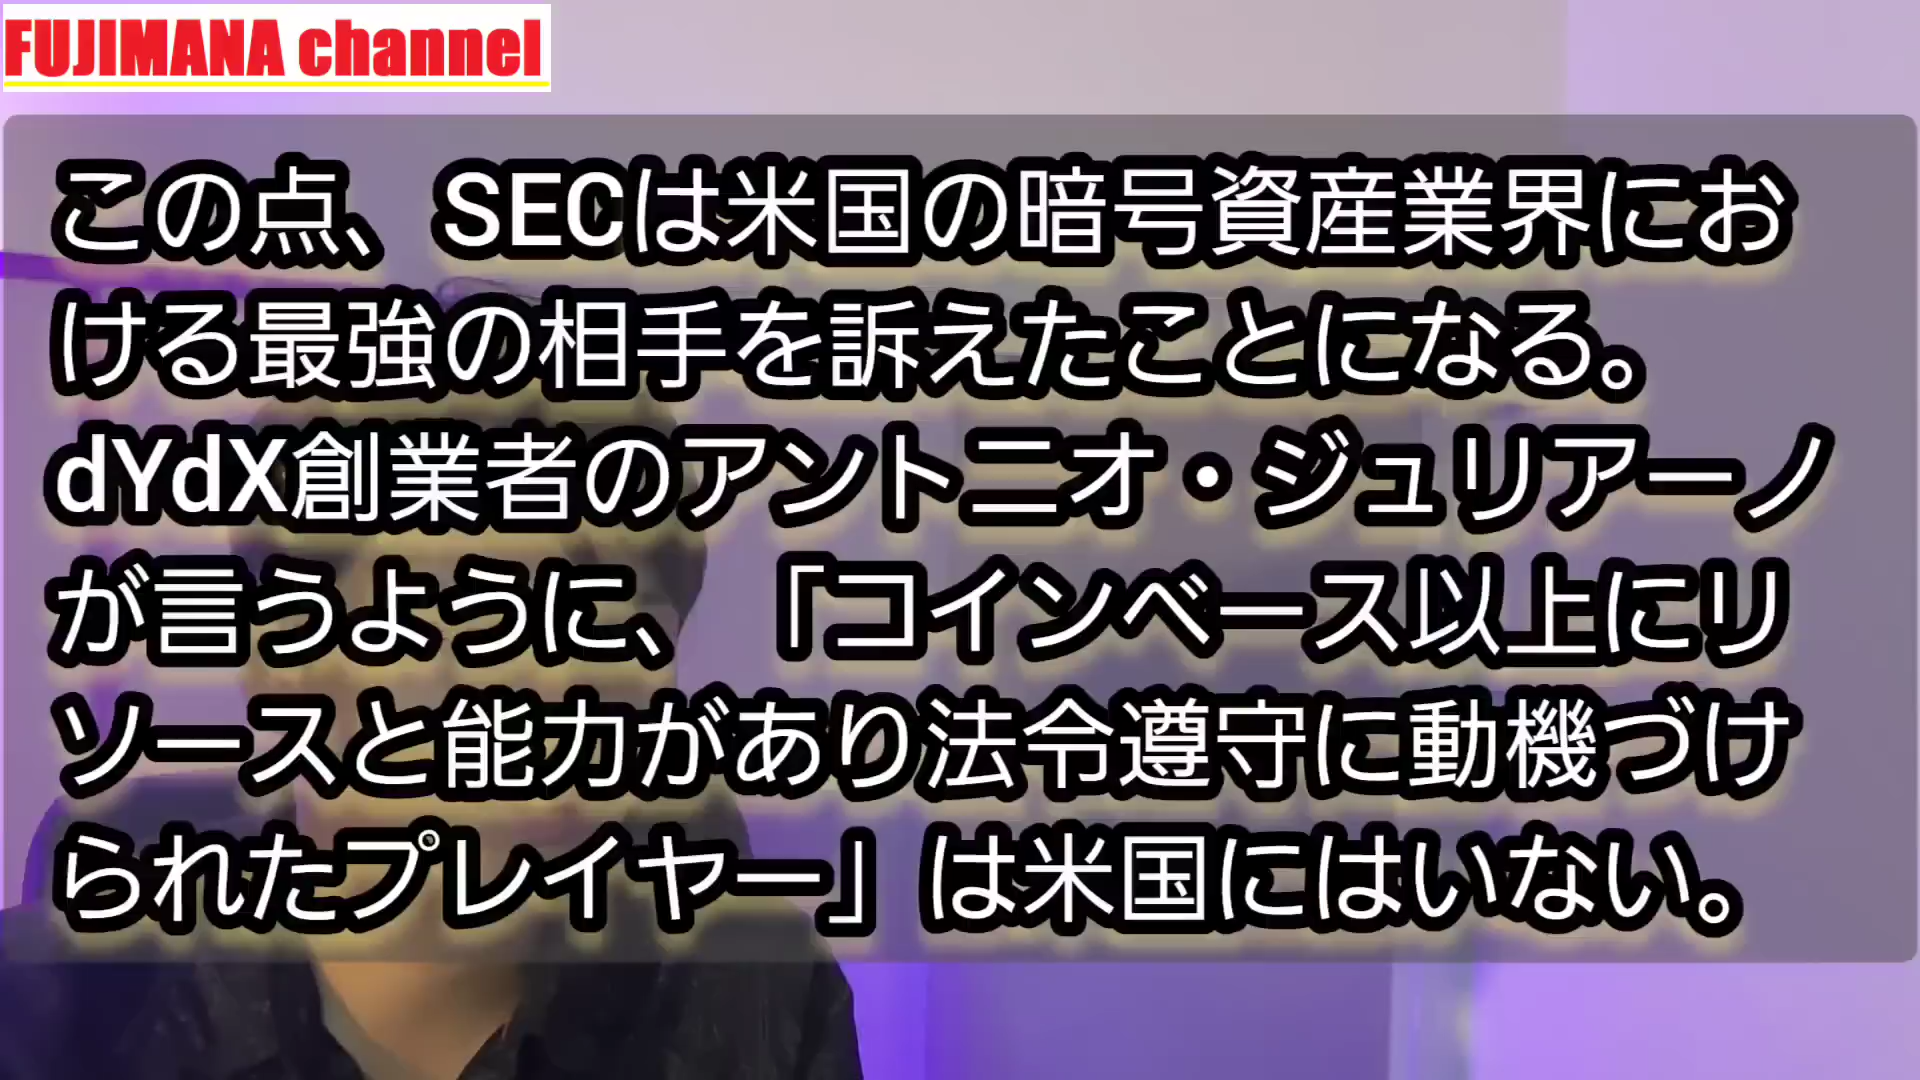 FUJIMANA channel
この点、SECは米国の暗号資産業界にお
ける最強の相手を訴えたことになる。
dYdX創業者のアントニオ・ジュリアーノ
が言うように、「コインベース以上にリ
ソースと能力があり法令遵守に動機づけ
られたプレイヤー」は米国にはいない。